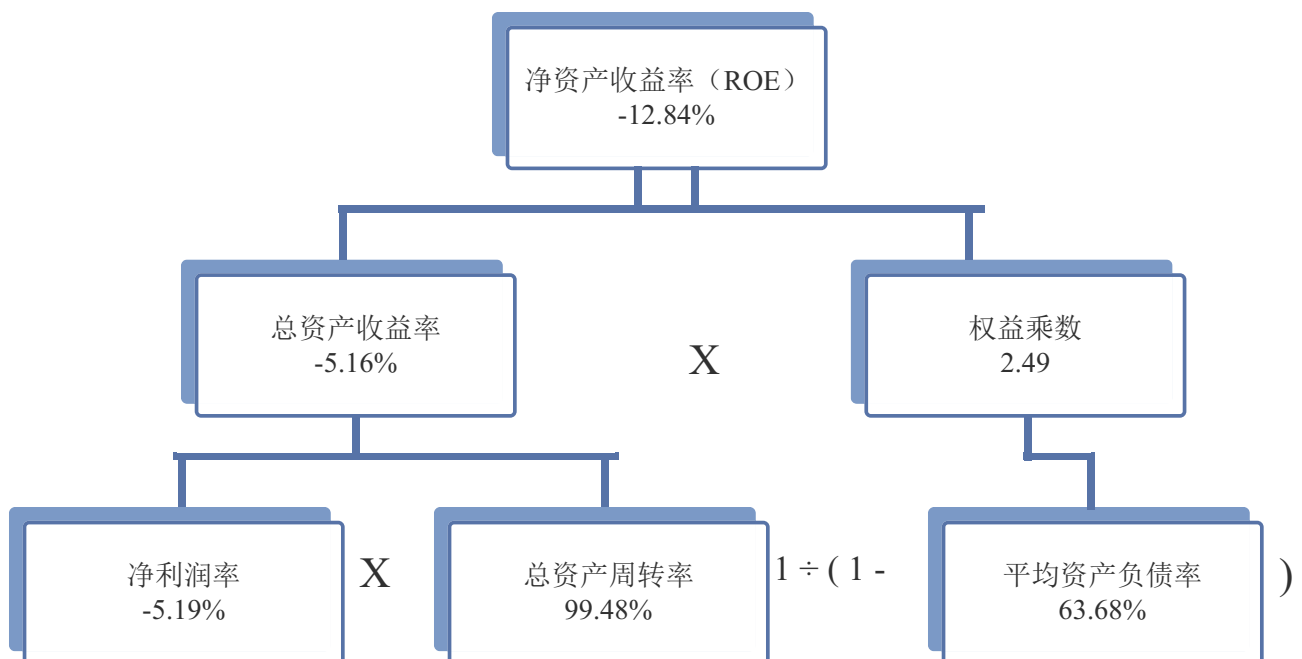 净资产收益率（ROE）
-12.84%
总资产收益率
-5.16%
X
权益乘数
2.49
净利润率
-5.19%
X
总资产周转率
99.48%
1 ÷ ( 1 -
平均资产负债率
63.68%
)